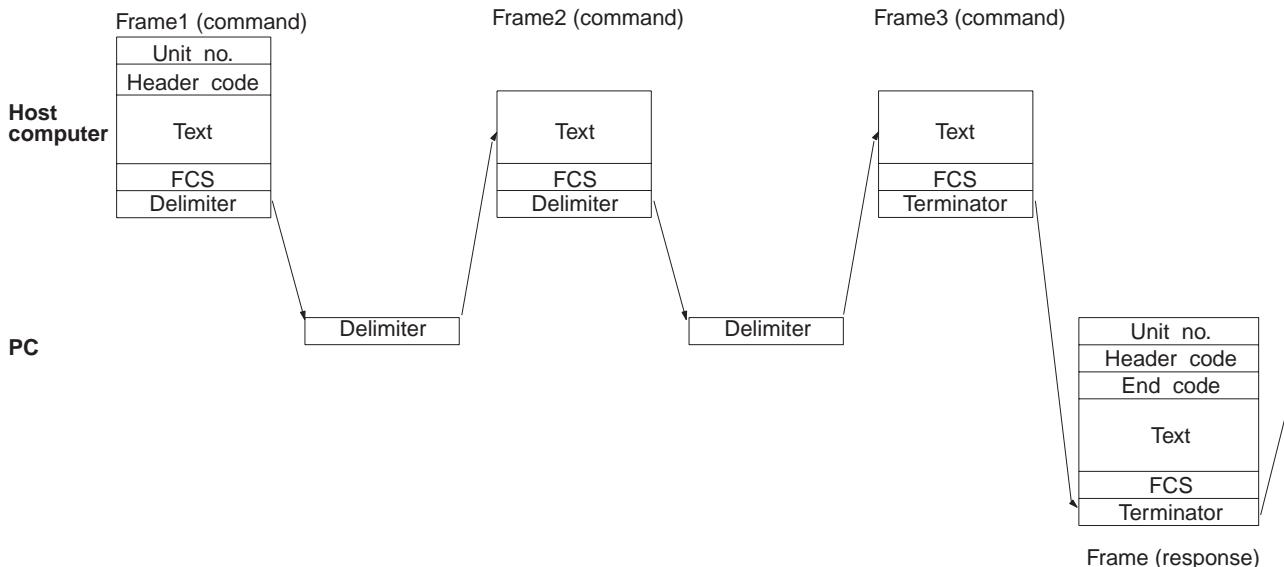 Frame1 (command)
Frame2 (command)
Frame3 (command)
Unit no.
Header code
Text
FCS
Delimiter
Host
computer
Text
FCS
Delimiter
Text
FCS
Terminator
Delimiter
Delimiter
PC
Unit no.
Header code
End code
Text
FCS
Terminator
Frame (response)